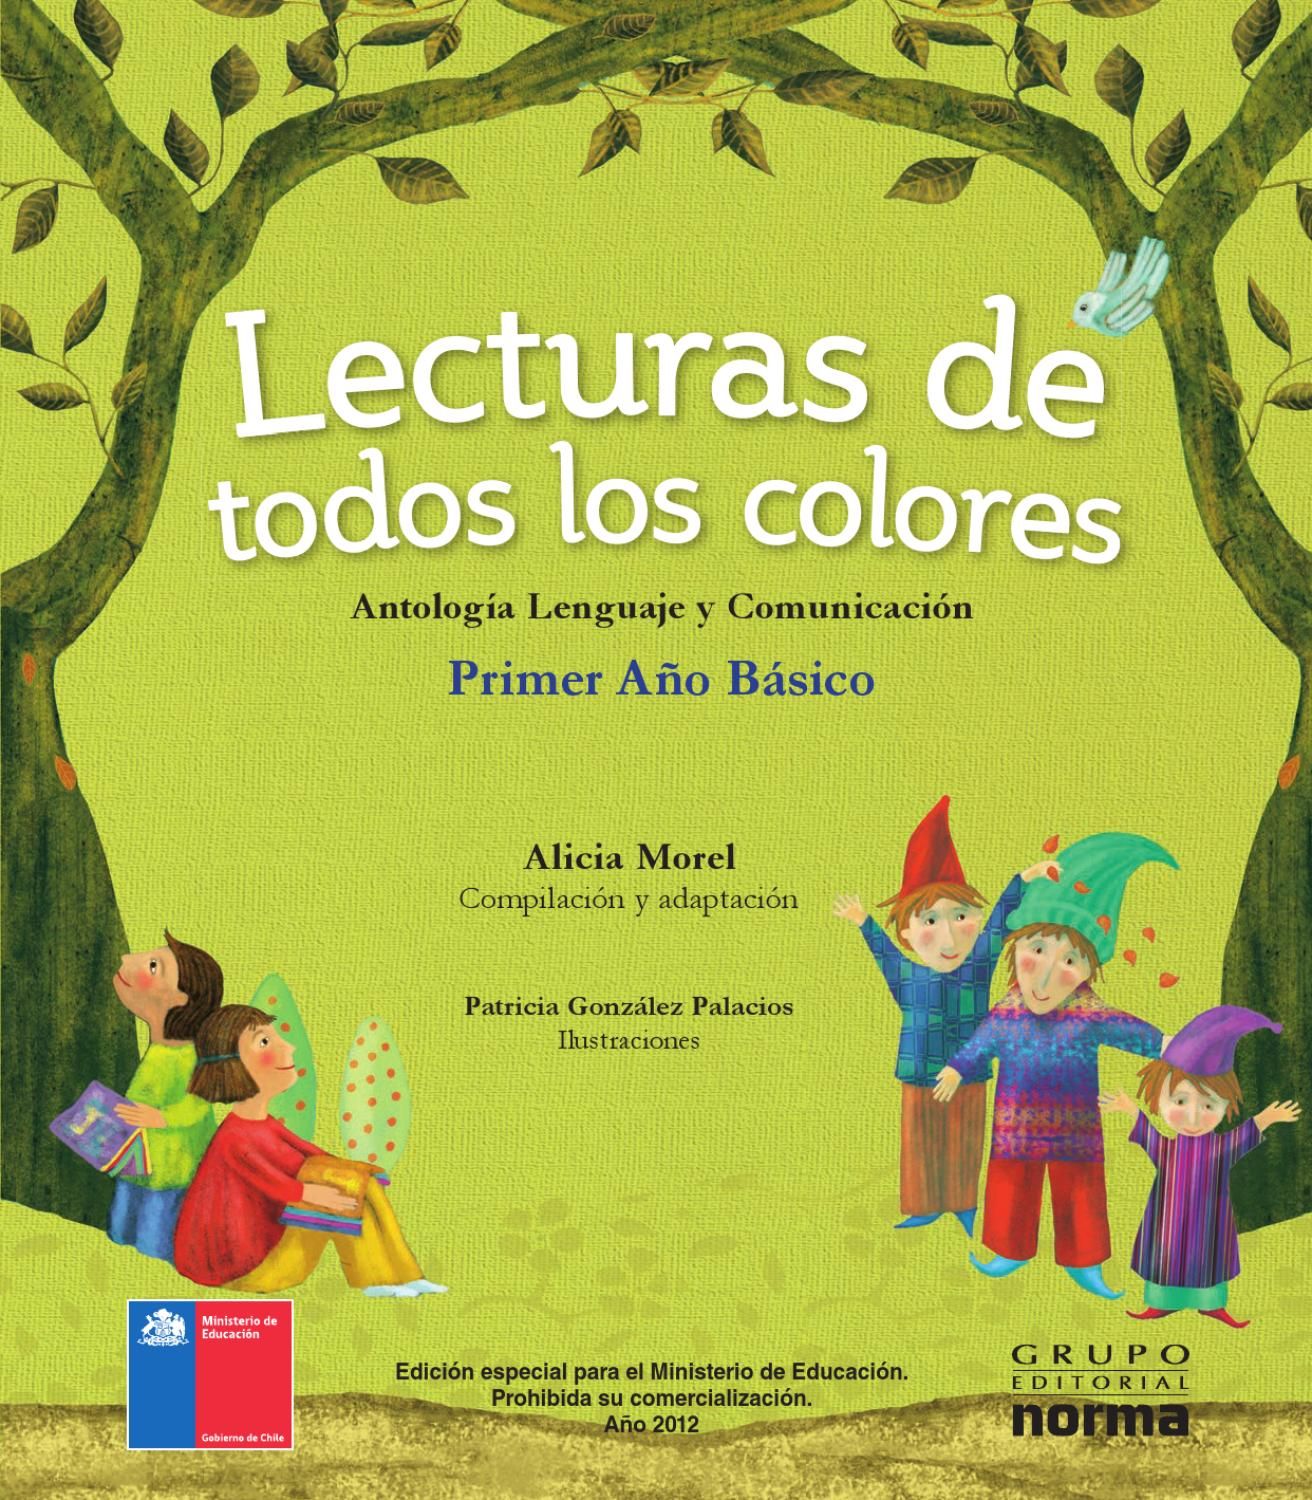 Lecturas de
todos los colores
Antología Lenguaje y Comunicación
Primer Año Básico
Alicia Morel
Compilación y adaptación
Patricia González Palacios
Ilustraciones
Ministerio de
Educación
Gobierno de Chile
Edición especial para el Ministerio de Educación.
Prohibida su comercialización.
Año 2012
GRUPO
EDITORIAL
norma